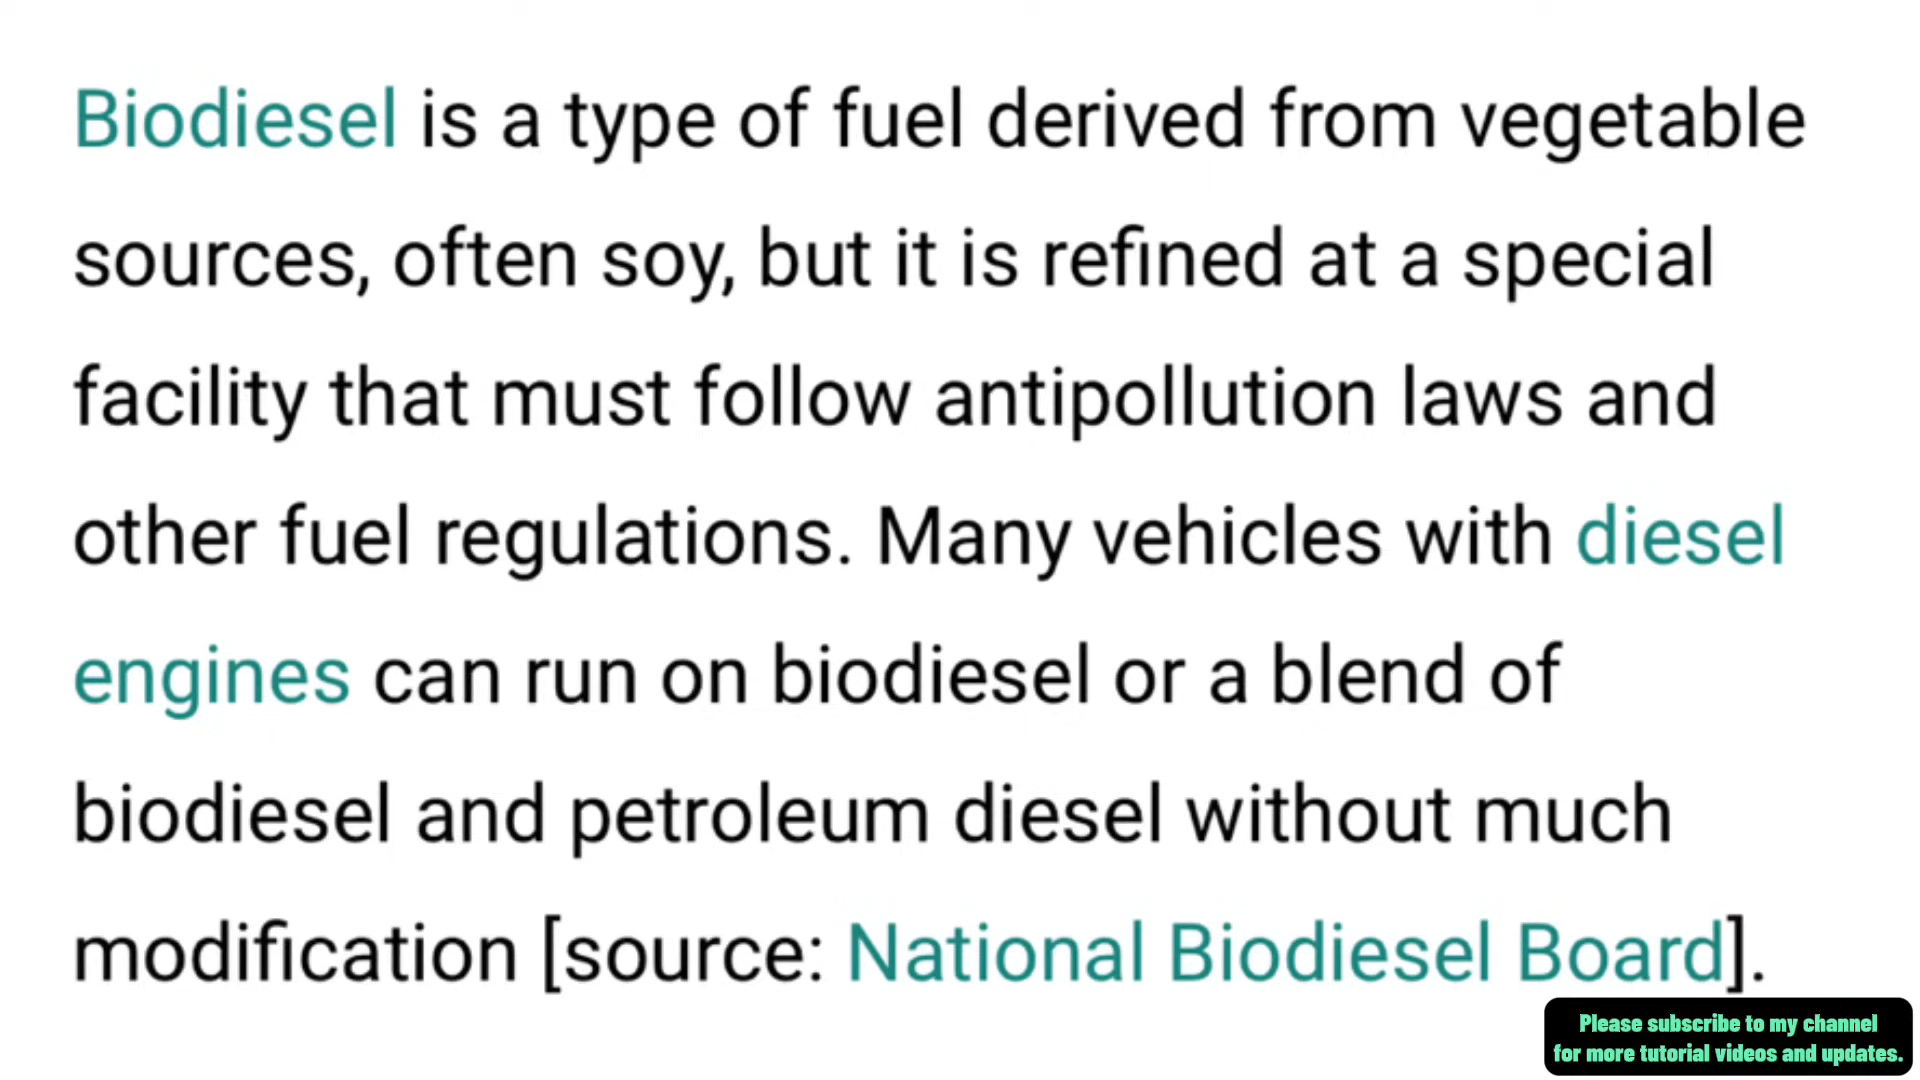 Biodiesel is a type of fuel derived from vegetable
sources, often soy, but it is refined at a special
facility that must follow antipollution laws and
other fuel regulations. Many vehicles with diesel
engines can run on biodiesel or a blend of
biodiesel and petroleum diesel without much
modification [source: National Biodiesel Board].
Please subscribe to my channel
for more tutorial videos and updates.